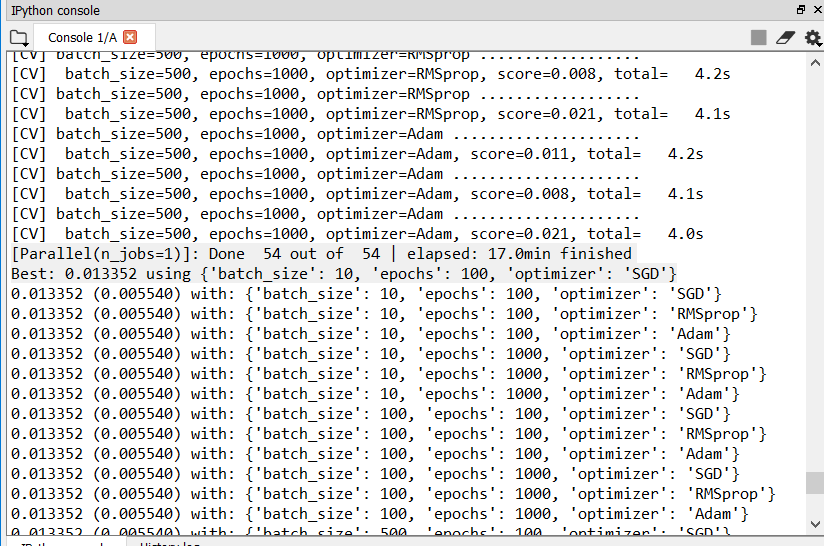 IPython console
Console 1/A
[CV] batch_size=500, epochs=1000, optimizer=RMSprop ..................
[CV]  batch_size=500, epochs=1000, optimizer=RMSprop, score=0.008, total=   4.2s
[CV] batch_size=500, epochs=1000, optimizer=RMSprop ..................
[CV]  batch_size=500, epochs=1000, optimizer=RMSprop, score=0.021, total=   4.1s
[CV] batch_size=500, epochs=1000, optimizer=Adam .....................
[CV]  batch_size=500, epochs=1000, optimizer=Adam, score=0.011, total=   4.2s
[CV] batch_size=500, epochs=1000, optimizer=Adam .....................
[CV]  batch_size=500, epochs=1000, optimizer=Adam, score=0.008, total=   4.1s
[CV] batch_size=500, epochs=1000, optimizer=Adam .....................
[CV]  batch_size=500, epochs=1000, optimizer=Adam, score=0.021, total=   4.0s
[Parallel(n_jobs=1)]: Done  54 out of  54 | elapsed: 17.0min finished
Best: 0.013352 using {'batch_size': 10, 'epochs': 100, 'optimizer': 'SGD'}
0.013352 (0.005540) with: {'batch_size': 10, 'epochs': 100, 'optimizer': 'SGD'}
0.013352 (0.005540) with: {'batch_size': 10, 'epochs': 100, 'optimizer': 'RMSprop'}
0.013352 (0.005540) with: {'batch_size': 10, 'epochs': 100, 'optimizer': 'Adam'}
0.013352 (0.005540) with: {'batch_size': 10, 'epochs': 1000, 'optimizer': 'SGD'}
0.013352 (0.005540) with: {'batch_size': 10, 'epochs': 1000, 'optimizer': 'RMSprop'}
0.013352 (0.005540) with: {'batch_size': 10, 'epochs': 1000, 'optimizer': 'Adam'}
0.013352 (0.005540) with: {'batch_size': 100, 'epochs': 100, 'optimizer': 'SGD'}
0.013352 (0.005540) with: {'batch_size': 100, 'epochs': 100, 'optimizer': 'RMSprop'}
0.013352 (0.005540) with: {'batch_size': 100, 'epochs': 100, 'optimizer': 'Adam'}
0.013352 (0.005540) with: {'batch_size': 100, 'epochs': 1000, 'optimizer': 'SGD'}
0.013352 (0.005540) with: {'batch_size': 100, 'epochs': 1000, 'optimizer': 'RMSprop'}
0.013352 (0.005540) with: {'batch_size': 100, 'epochs': 1000, 'optimizer': 'Adam'}
0.013352 (0.005540) with: {'batch_size': 500, 'epochs': 100, 'optimizer': 'SGD'}